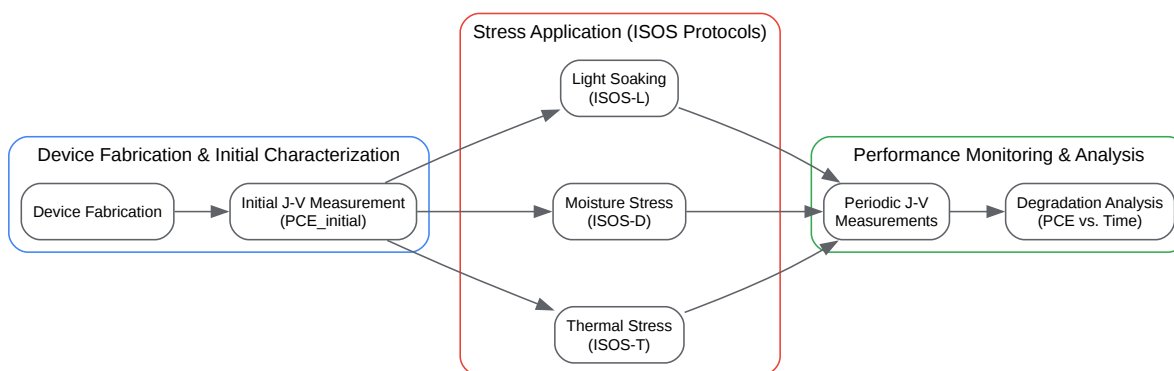 Device Fabrication & Initial Characterization
Device Fabrication
Initial J-V Measurement
(PCE_initial)
Stress Application (ISOS Protocols)
Light Soaking
(ISOS-L)
Moisture Stress
(ISOS-D)
Thermal Stress
(ISOS-T)
Performance Monitoring & Analysis
Periodic J-V
Measurements
Degradation Analysis
(PCE vs. Time)